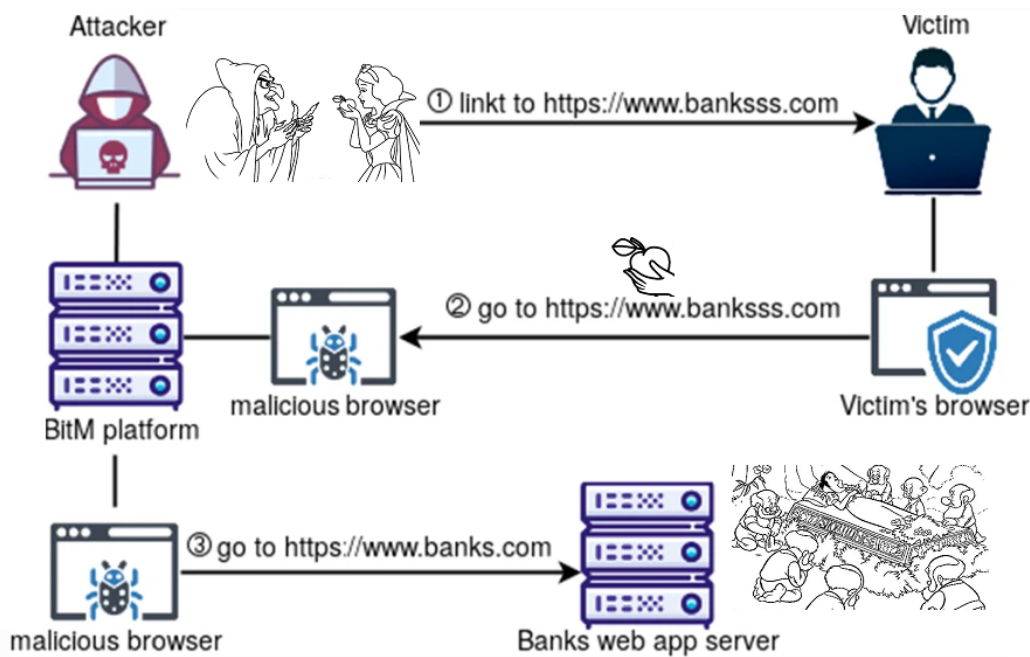 Attacker
Victim
① linkt to https://www.banksss.com
② go to https://www.banksss.com
malicious browser
Victim's browser
BitM platform
③ go to https://www.banks.com
malicious browser
Banks web app server